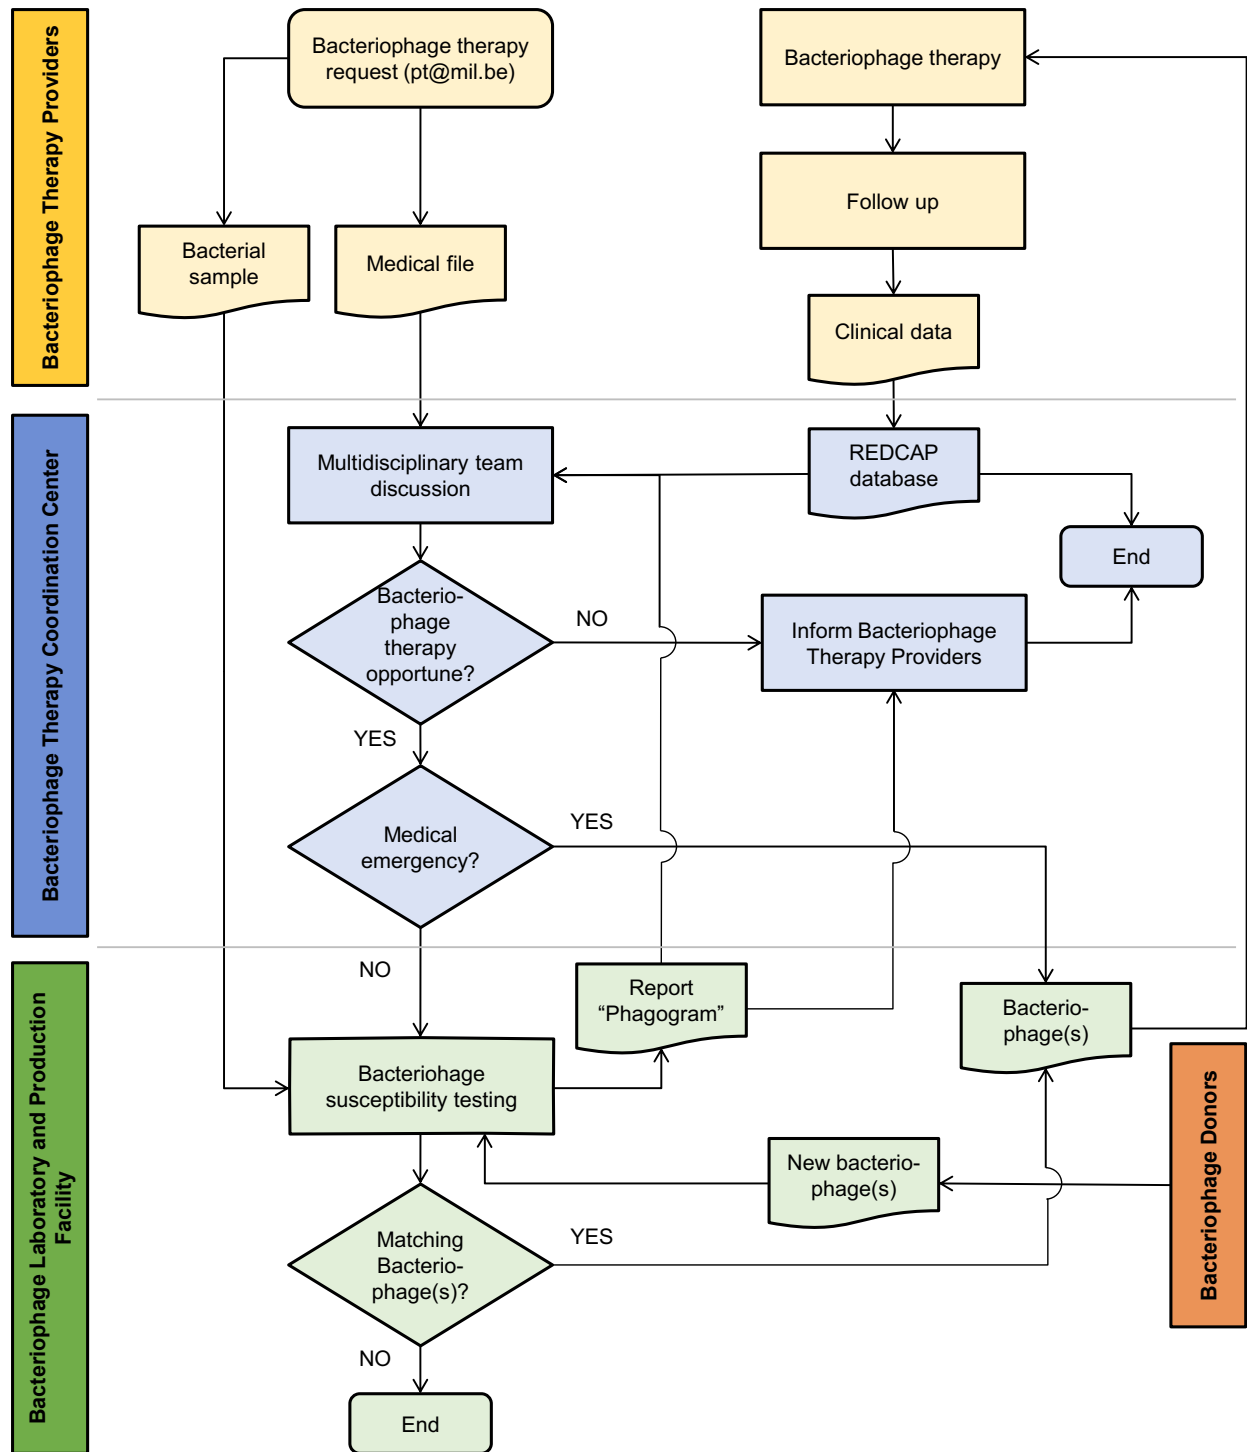 Bacteriophage Therapy Providers
Bacteriophage therapy
request (pt@mil.be)
Bacteriophage therapy
Follow up
Bacterial
sample
Medical file
Clinical data
Bacteriophage Therapy Coordination Center
Multidisciplinary team
discussion
REDCAP
database
End
Bacterio-
phage
therapy
opportune?
NO
Inform Bacteriophage
Therapy Providers
YES
Medical
emergency?
YES
NO
Bacteriophage Laboratory and Production
Facility
Report
“Phagogram”
Bacterio-
phage(s)
Bacteriohage
susceptibility testing
Bacteriophage Donors
New bacterio-
phage(s)
Matching
Bacterio-
phage(s)?
YES
NO
End